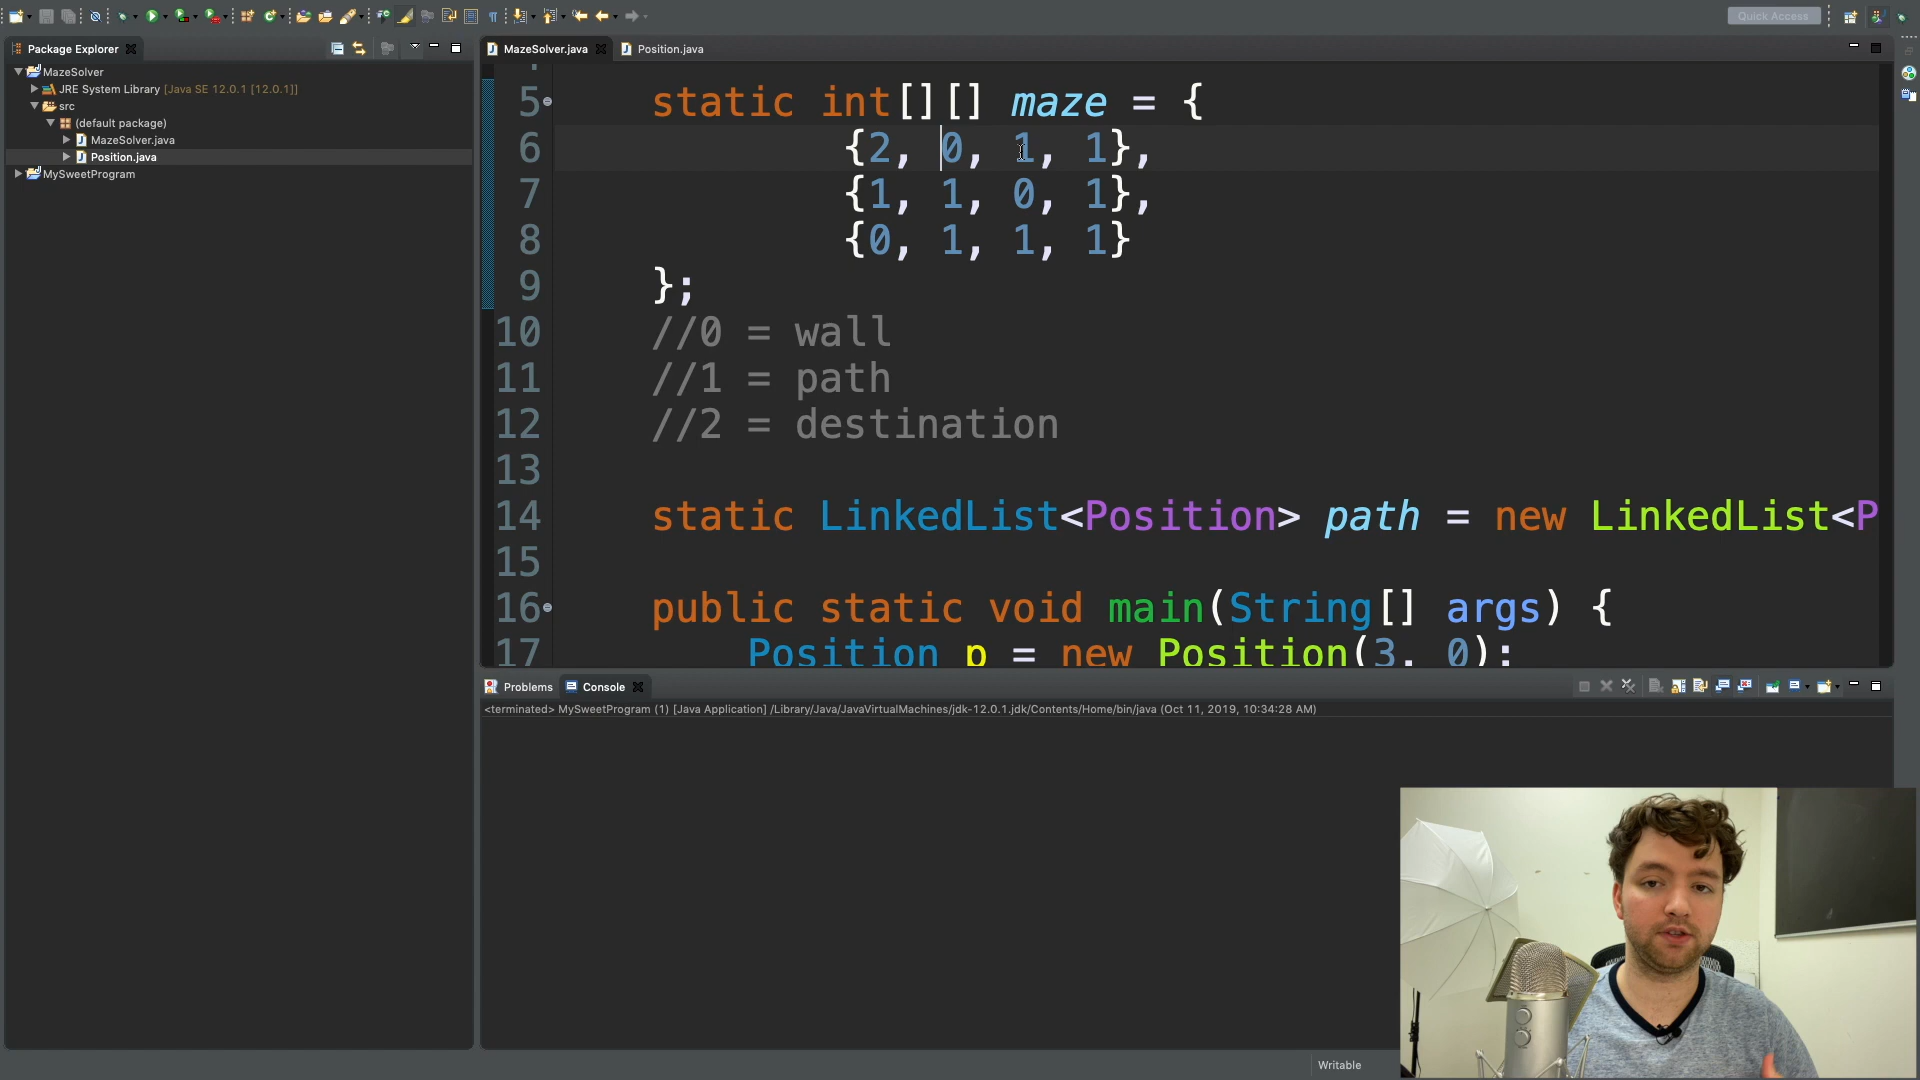 Quick Access
Package Explorer
MazeSolver
JRE System Library [Java SE 12.0.1 [12.0.1]]
src
(default package)
MazeSolver.java
Position.java
MySweetProgram
MazeSolver.java
Position.java
5 static int[][] maze = {
6 {2, 0, 1, 1},
7 {1, 1, 0, 1},
8 {0, 1, 1, 1}
9 };
10 //0 = wall
11 //1 = path
12 //2 = destination
13
14 static LinkedList<Position> path = new LinkedList<P
15
16 public static void main(String[] args) {
17 Position p = new Position(3, 0);
Problems
Console
<terminated> MySweetProgram (1) [Java Application] /Library/Java/JavaVirtualMachines/jdk-12.0.1.jdk/Contents/Home/bin/java (Oct 11, 2019, 10:34:28 AM)
Writable